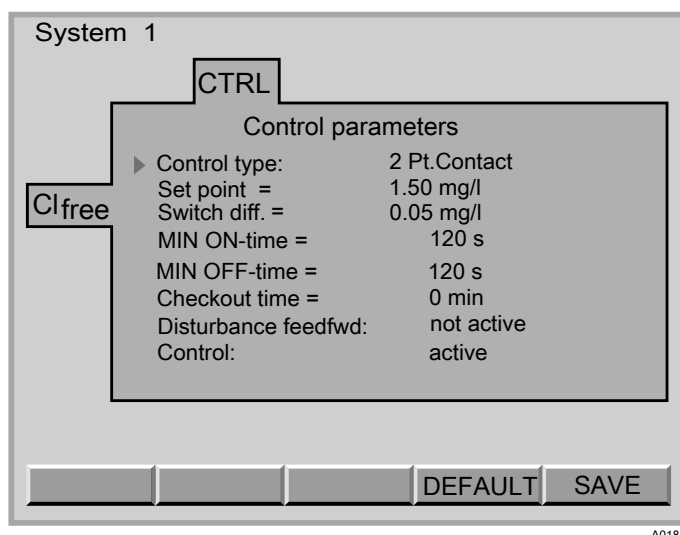 System 1
CTRL
Control parameters
Control type: 2 Pt.Contact
Set point = 1.50 mg/l
Clfree
Switch diff. = 0.05 mg/l
MIN ON-time = 120 s
MIN OFF-time = 120 s
Checkout time = 0 min
Disturbance feedfwd: not active
Control: active
DEFAULT SAVE